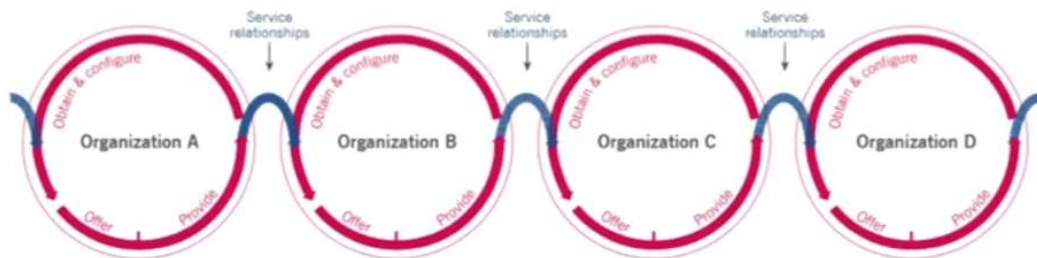 Service
relationships
Service
relationships
Service
relationships
Obtain & configure
Organization A
Offer
Provide
Obtain & configure
Organization B
Offer
Provide
Obtain & configure
Organization C
Offer
Provide
Obtain & configure
Organization D
Offer
Provide